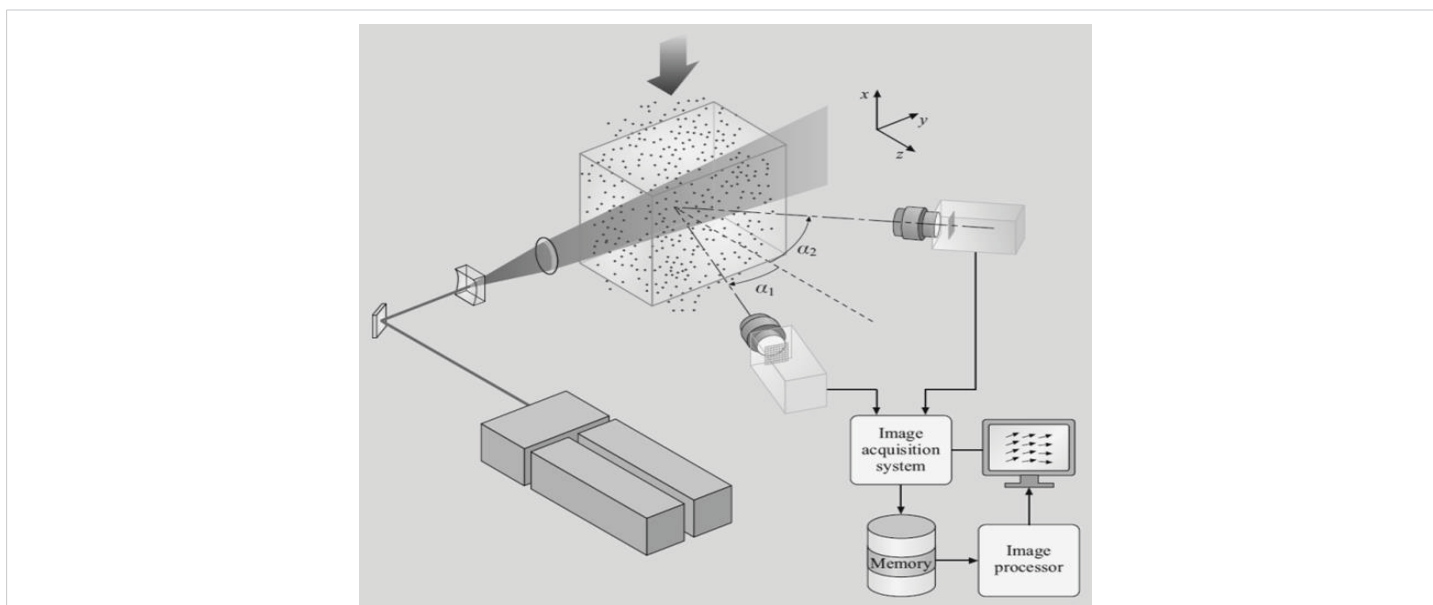 x
y
z
α2
α1
Image
acquisition
system
Memory
Image
processor